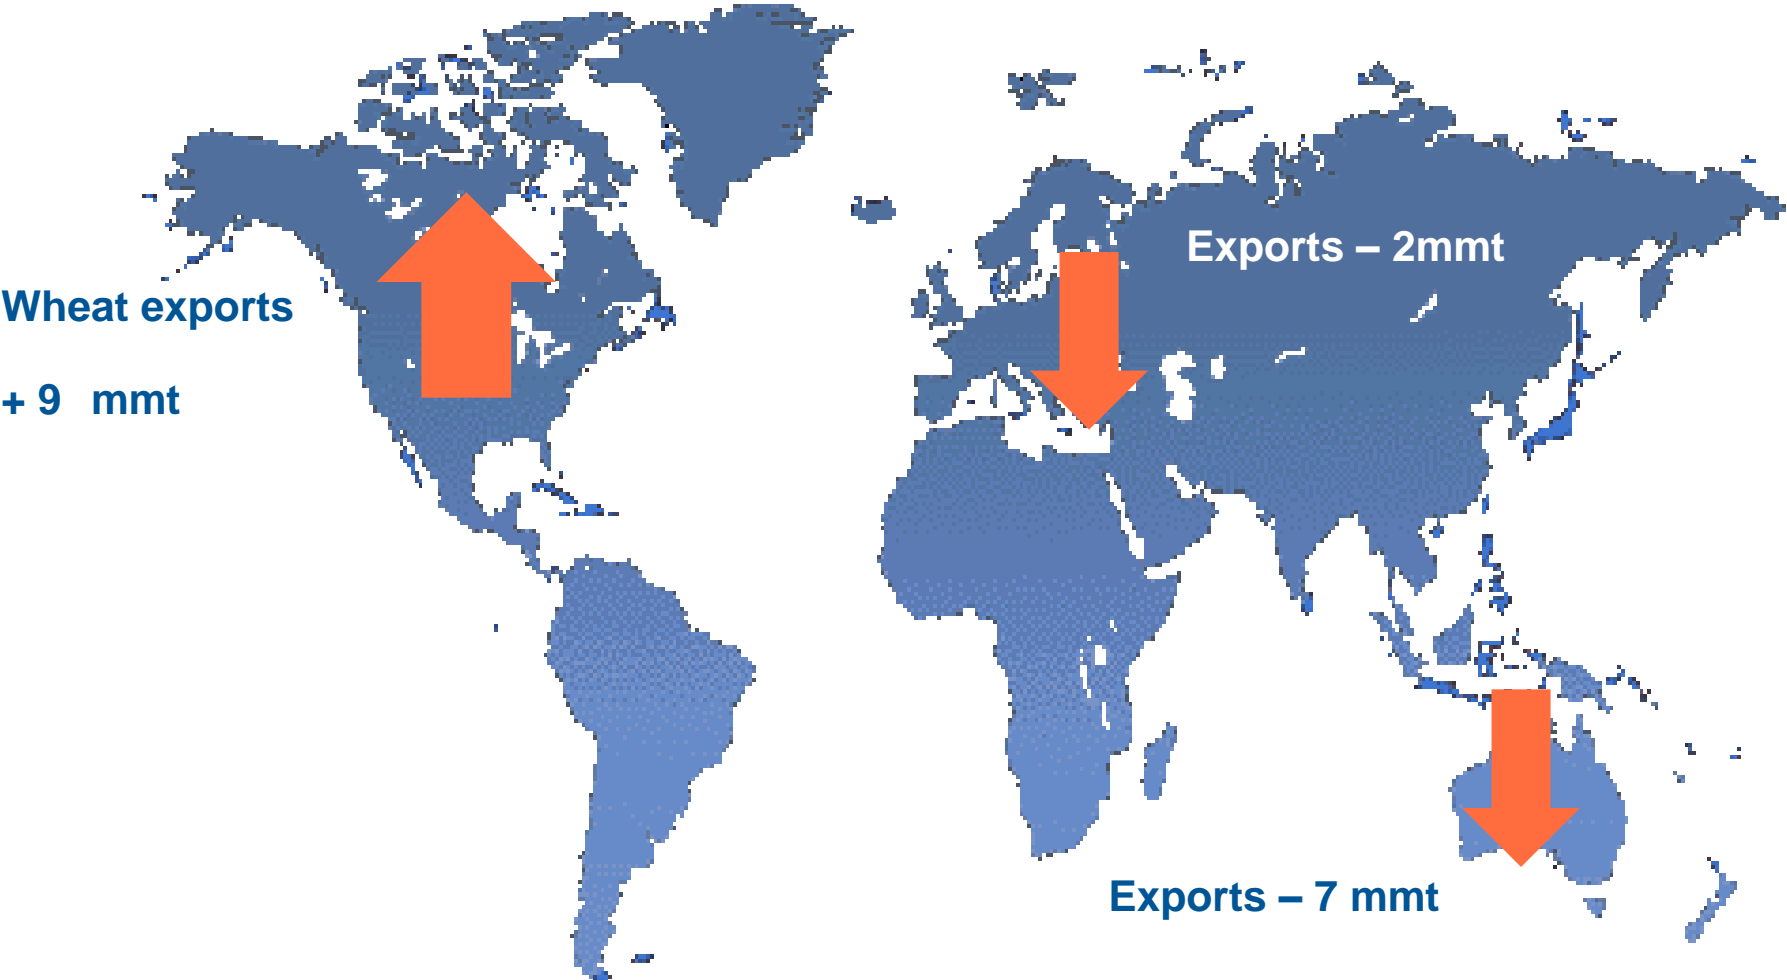 Exports – 2mmt
Wheat exports
+ 9 mmt
Exports – 7 mmt